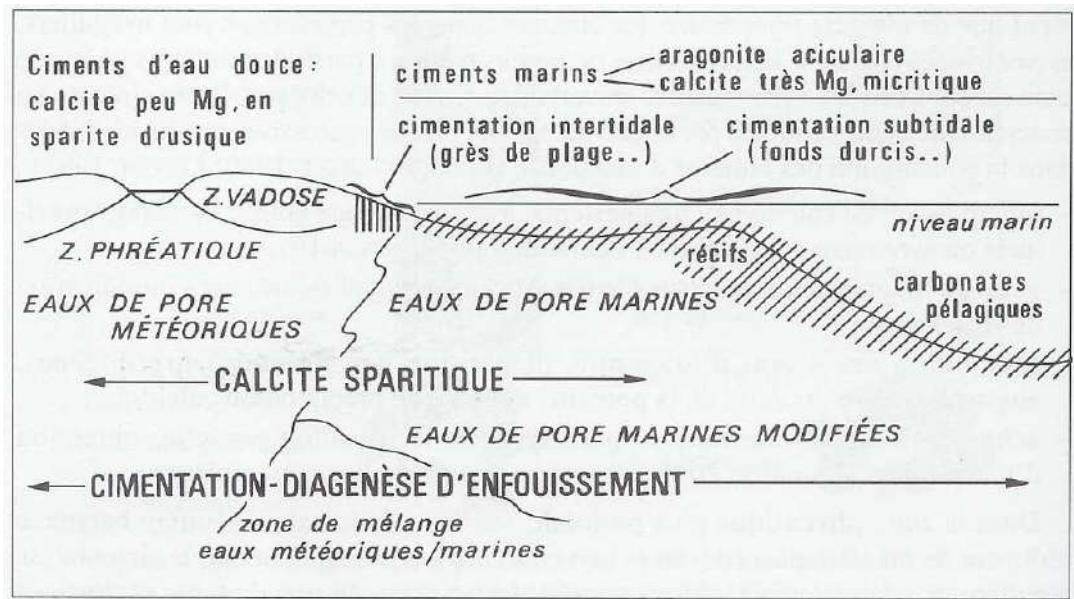 Ciments d'eau douce:
calcite peu Mg, en
sparite drusique
ciments marins
aragonite aciculaire
calcite très Mg, micritique
cimentation intertidale
(grès de plage..)
cimentation subtidale
(fonds durcis..)
Z. VADOSE
niveau marin
Z. PHRÉATIQUE
récifs
carbonates
pélagiques
EAUX DE PORE
MÉTÉORIQUES
EAUX DE PORE MARINES
CALCITE SPARITIQUE
EAUX DE PORE MARINES MODIFIÉES
CIMENTATION-DIAGENÈSE D'ENFOUISSEMENT
zone de mélange
eaux météoriques/marines